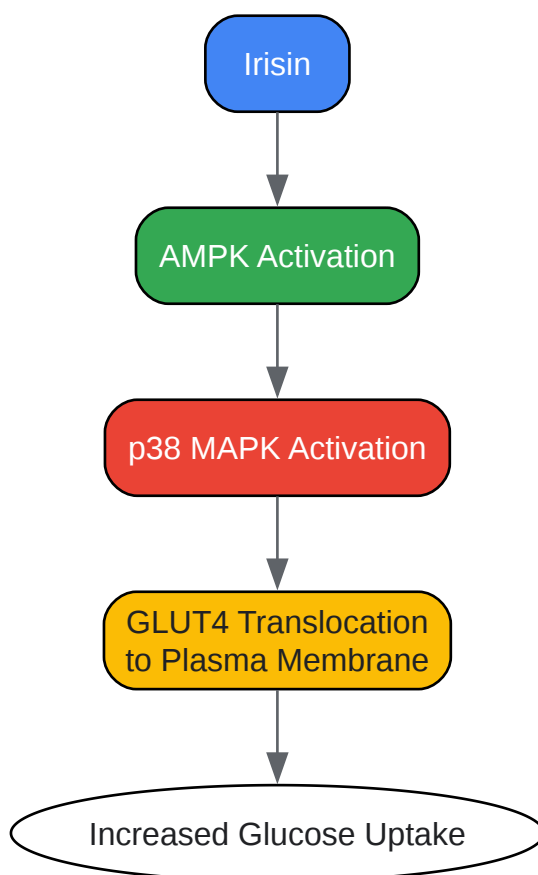 Irisin
AMPK Activation
p38 MAPK Activation
GLUT4 Translocation
to Plasma Membrane
Increased Glucose Uptake